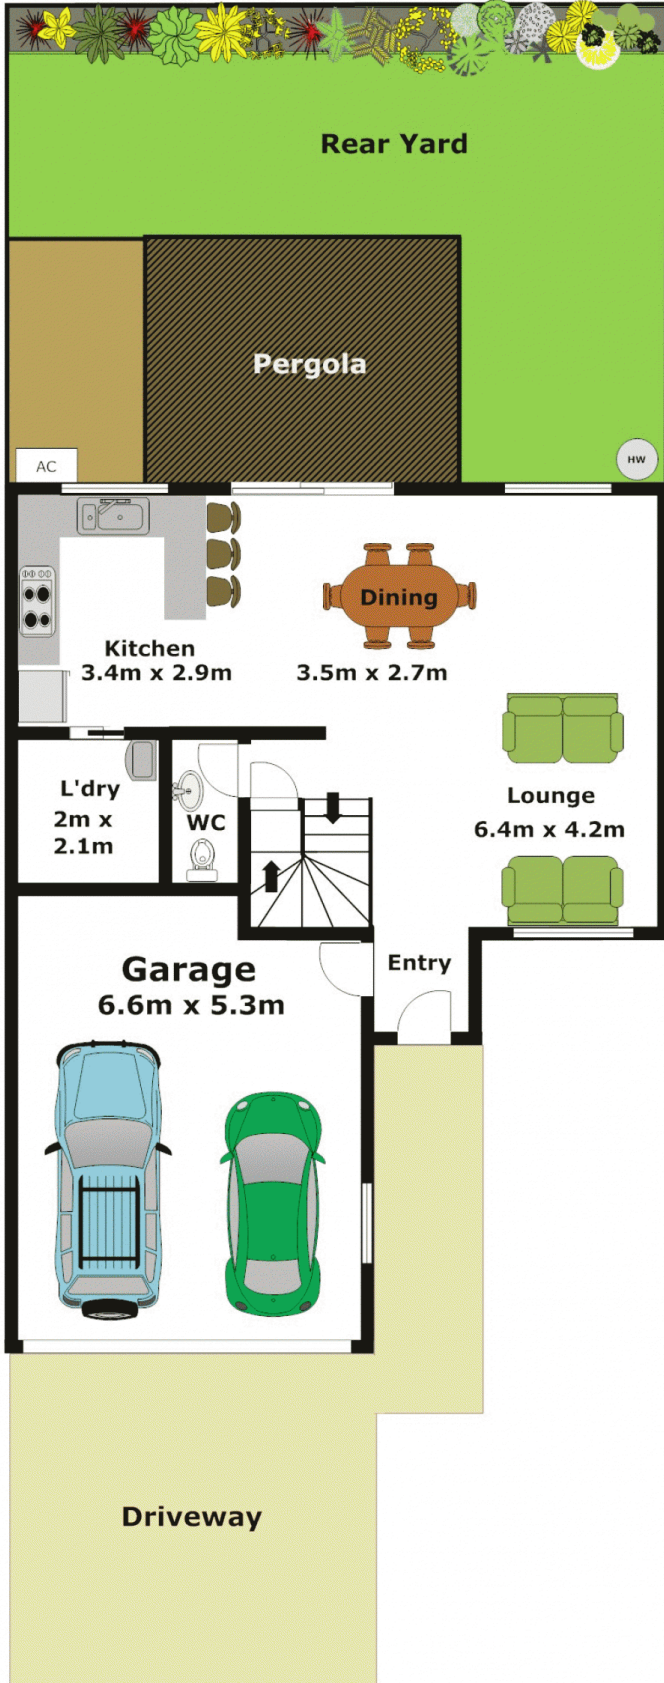 Rear Yard
Pergola
AC
HW
Dining
Kitchen
3.4m x 2.9m
3.5m x 2.7m
L'dry
2m x
2.1m
WC
Lounge
6.4m x 4.2m
Entry
Garage
6.6m x 5.3m
Driveway